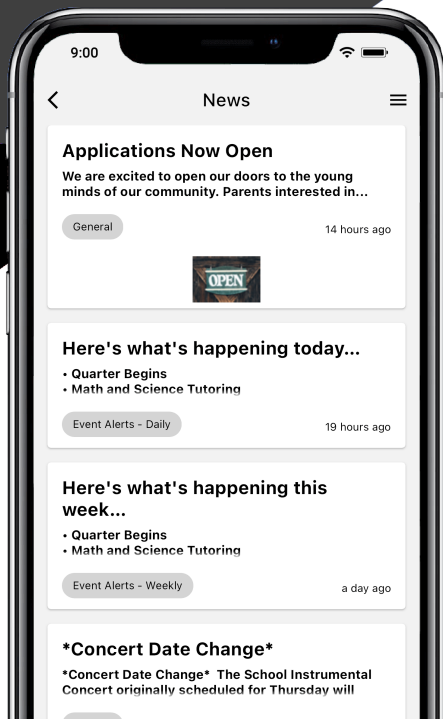 9:00
News
Applications Now Open
We are excited to open our doors to the young
minds of our community. Parents interested in...
General
14 hours ago
OPEN
Here's what's happening today...
• Quarter Begins
• Math and Science Tutoring
Event Alerts - Daily
19 hours ago
Here's what's happening this
week...
• Quarter Begins
• Math and Science Tutoring
Event Alerts - Weekly
a day ago
*Concert Date Change*
*Concert Date Change*  The School Instrumental
Concert originally scheduled for Thursday will